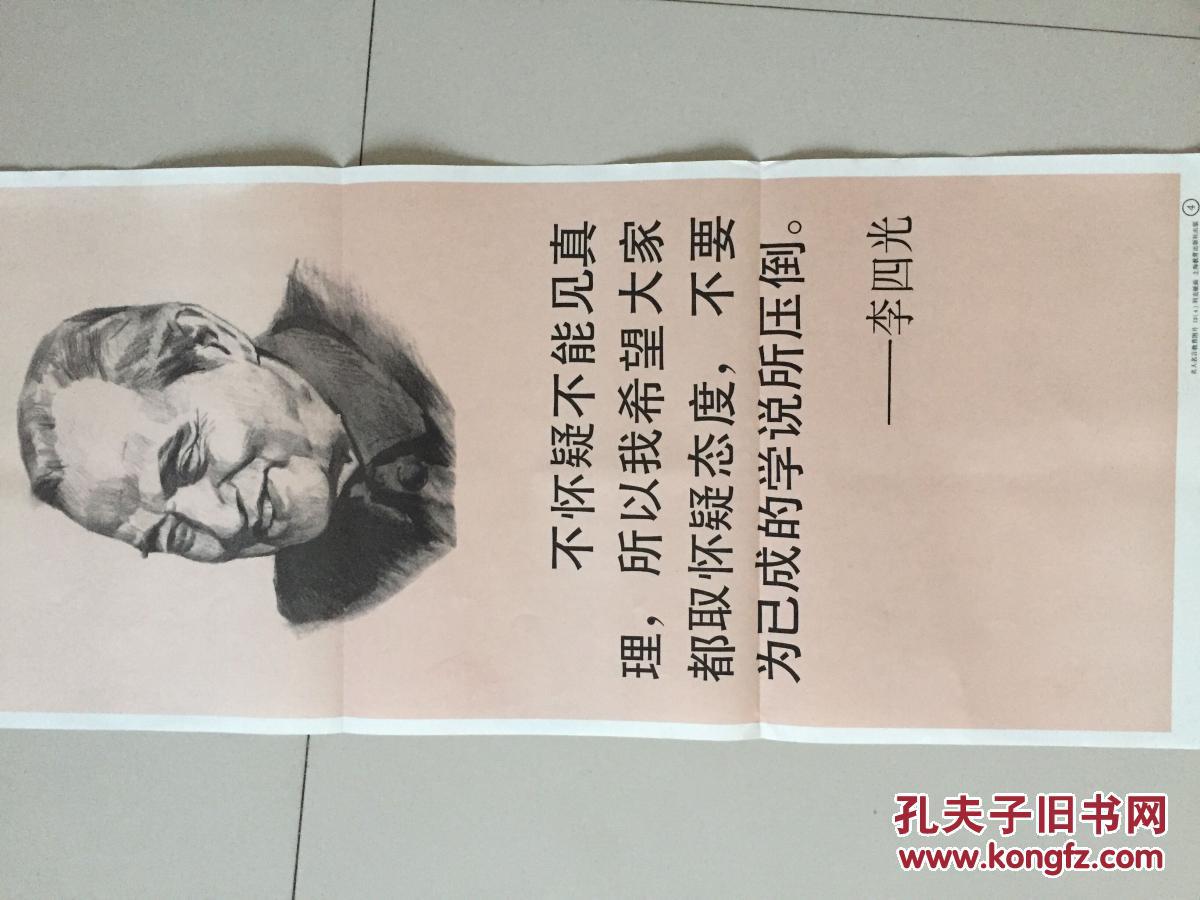 不怀疑不能见真
理，所以我希望大家
都取怀疑态度，不要
为已成的学说所压倒。
——李四光
④
孔夫子旧书网
www.kongfz.com